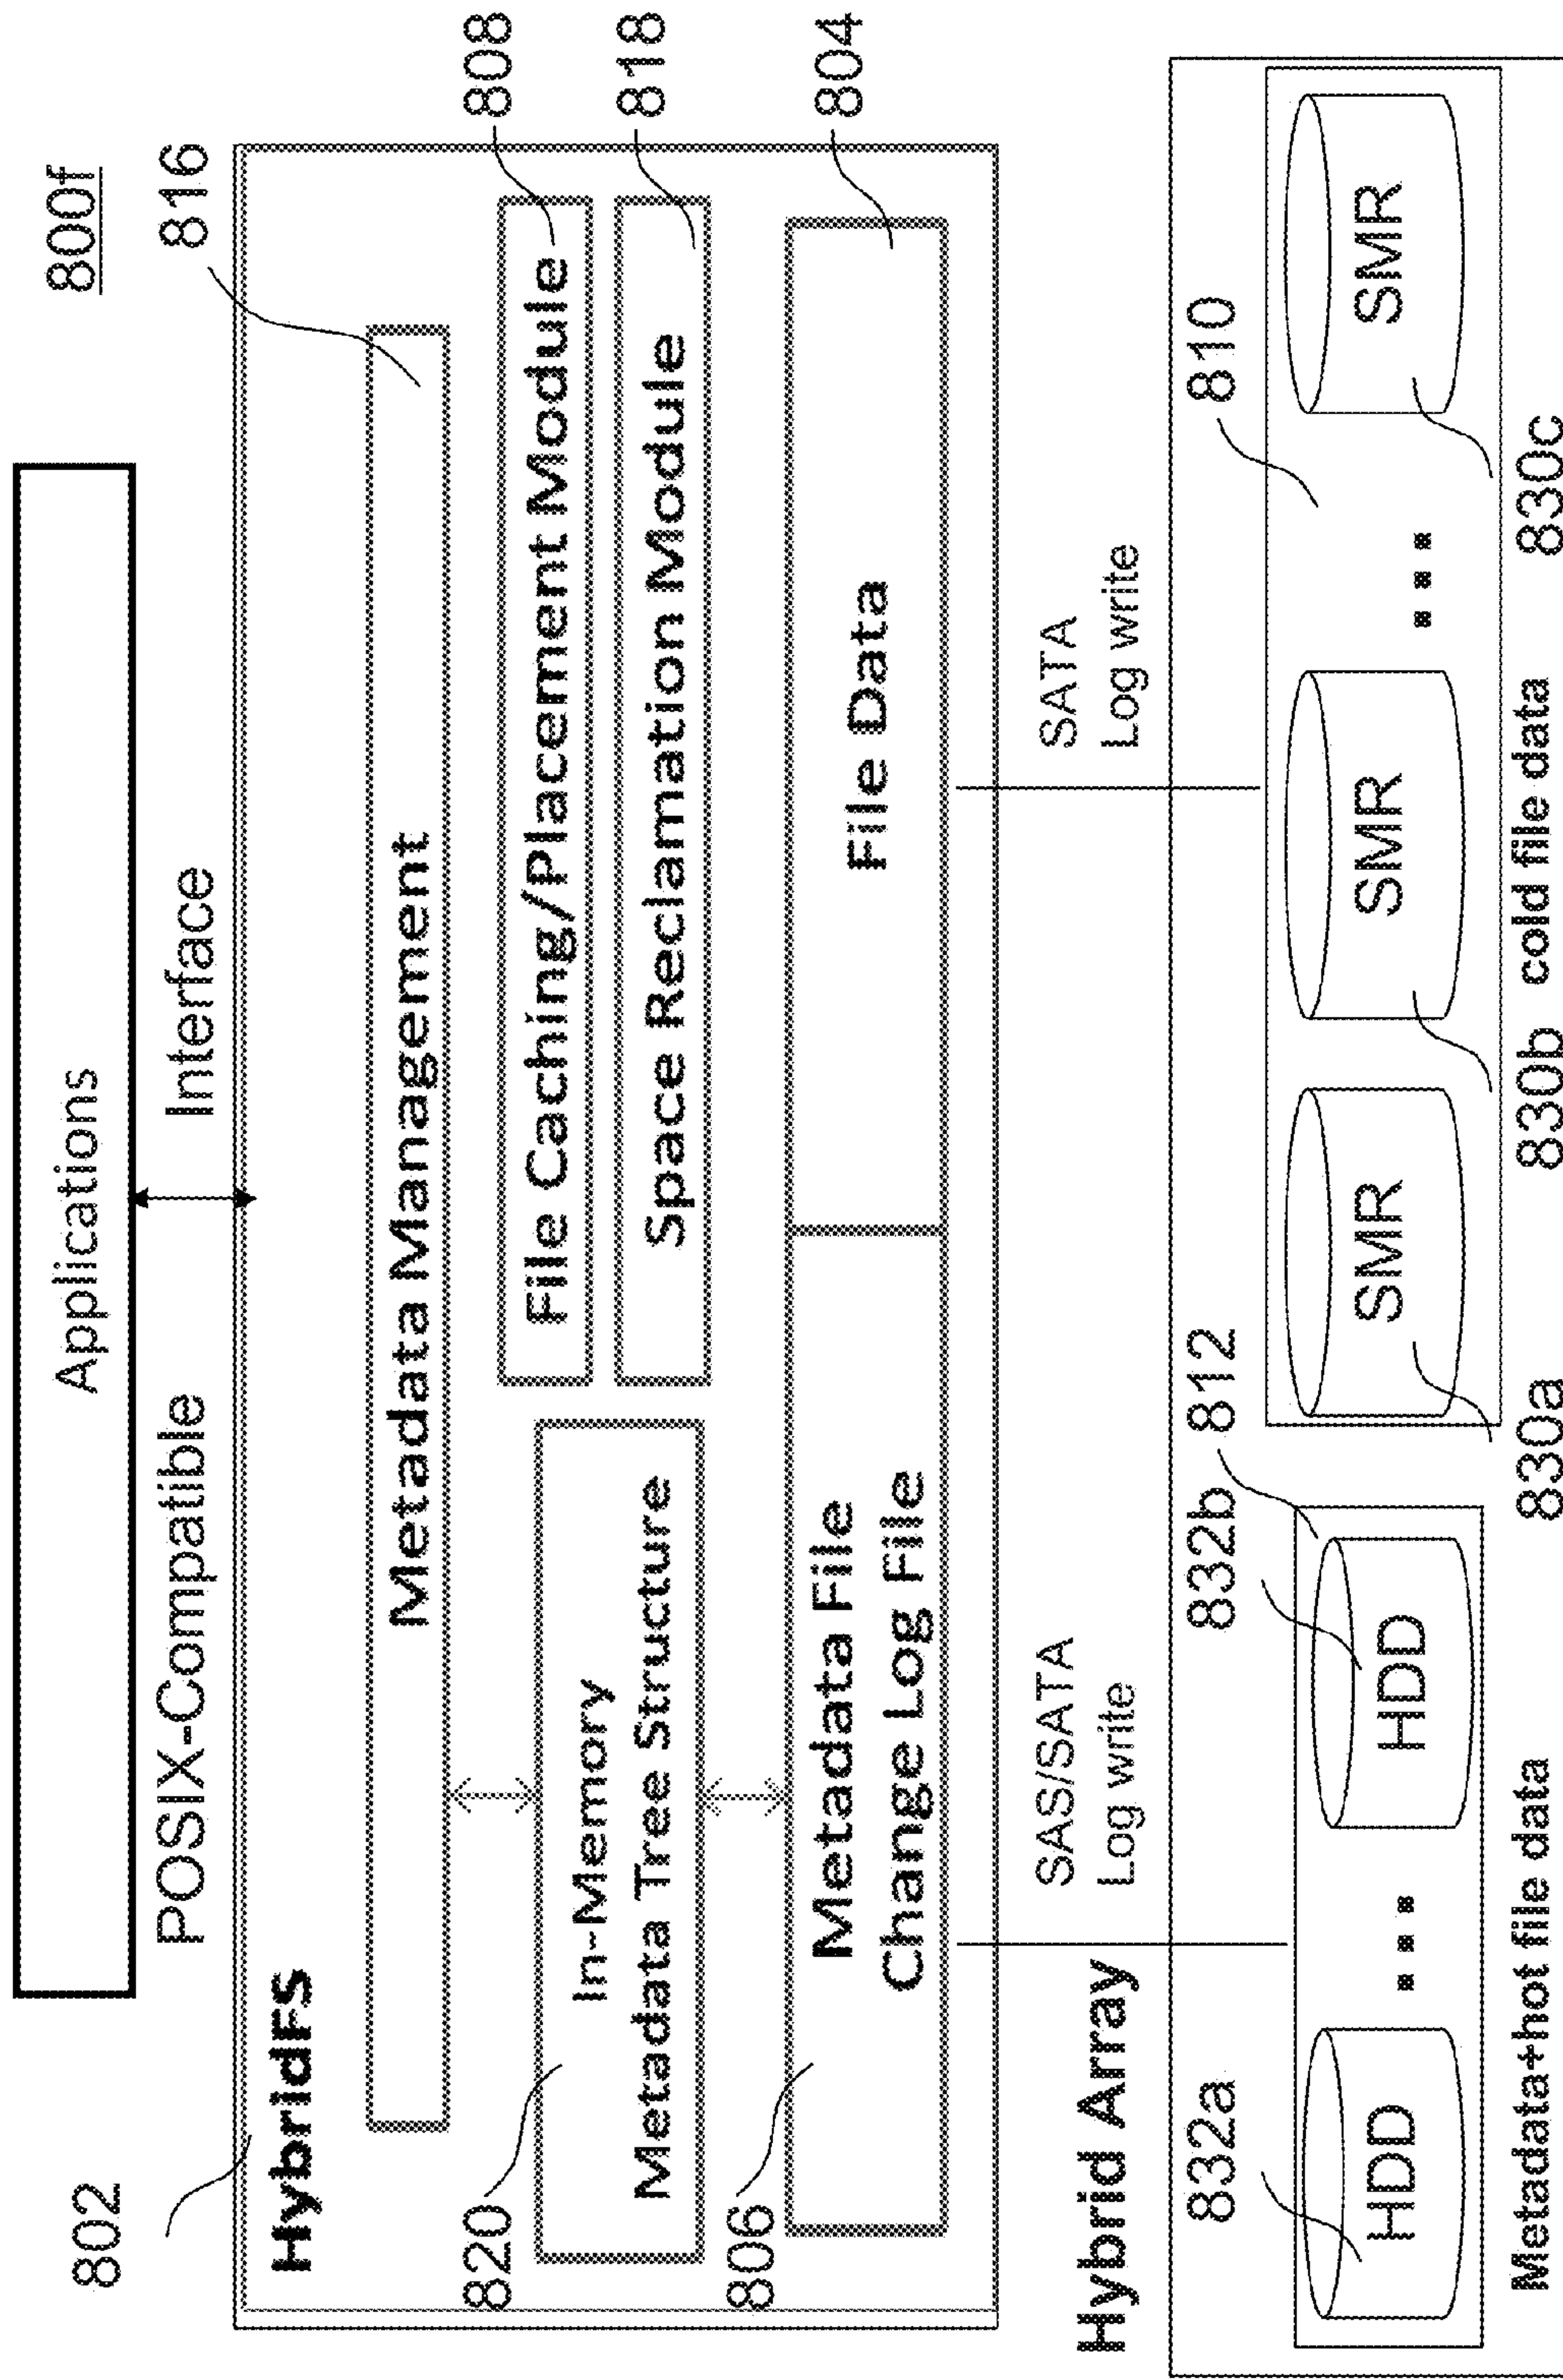 800f
Applications
802
POSIX-Compatible
Interface
816
HybridFS
Metadata Management
808
820
In-Memory
Metadata Tree Structure
File Caching/Placement Module
818
Space Reclamation Module
806
Metadata File
Change Log File
File Data
804
SAS/SATA
Log write
SATA
Log write
Hybrid Array
832a
832b
812
810
HDD
...
HDD
SMR
SMR
...
SMR
Metadata+hot file data
830a
830b
cold file data
830c